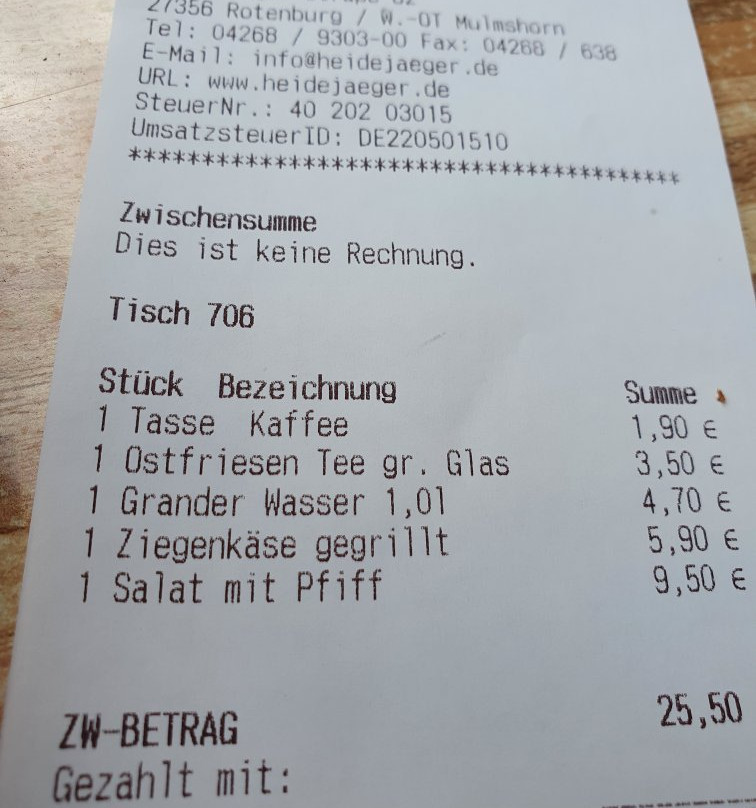 27356 Rotenburg / W.-OT Mulmshorn
Tel: 04268 / 9303-00 Fax: 04268 / 638
E-Mail: info@heidejaeger.de
URL: www.heidejaeger.de
SteuerNr.: 40 202 03015
UmsatzsteuerID: DE220501510
****************************************
Zwischensumme
Dies ist keine Rechnung.
Tisch 706
Stück Bezeichnung Summe
1 Tasse Kaffee 1,90 €
1 Ostfriesen Tee gr. Glas 3,50 €
1 Grander Wasser 1,0l 4,70 €
1 Ziegenkäse gegrillt 5,90 €
1 Salat mit Pfiff 9,50 €
ZW-BETRAG 25,50
Gezahlt mit: